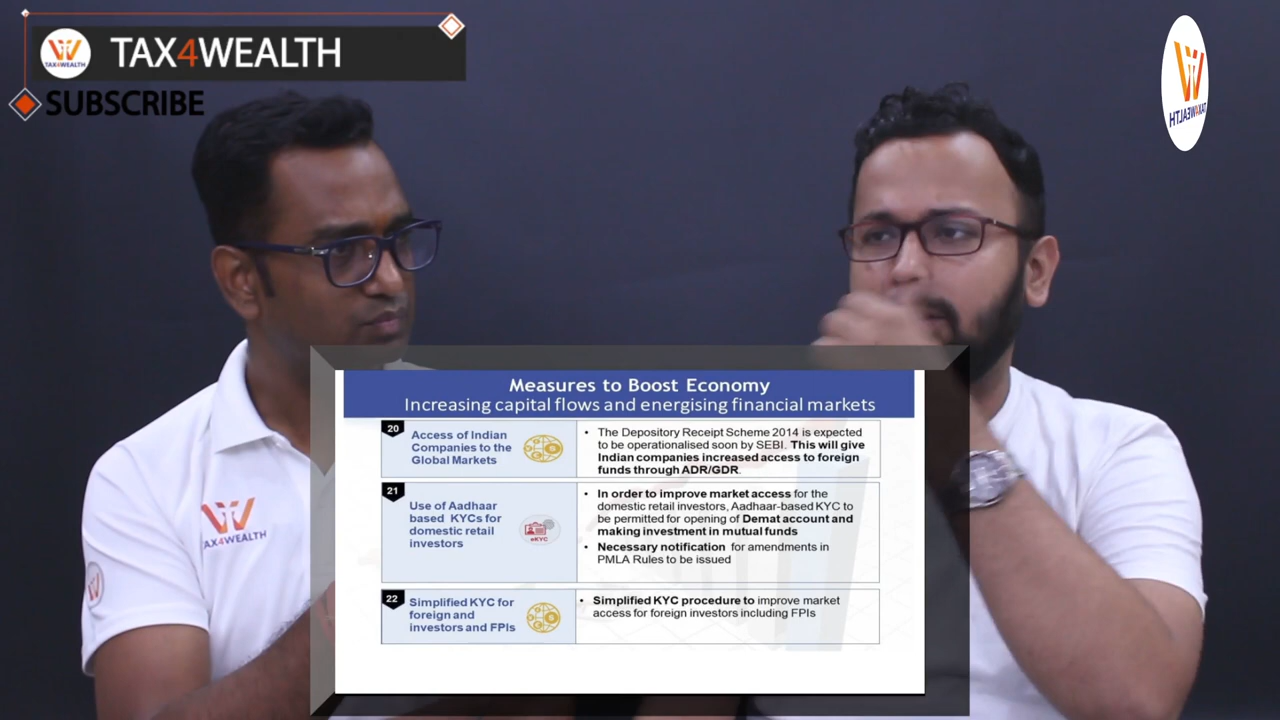 TAX4WEALTH
TAX4WEALTH
SUBSCRIBE
TAX4WEALTH
Measures to Boost Economy
Increasing capital flows and energising financial markets
20
Access of Indian
Companies to the
Global Markets
• The Depository Receipt Scheme 2014 is expected
to be operationalised soon by SEBI. This will give
Indian companies increased access to foreign
funds through ADR/GDR.
21
Use of Aadhaar
based KYCs for
domestic retail
investors
eKYC
• In order to improve market access for the
domestic retail investors, Aadhaar-based KYC to
be permitted for opening of Demat account and
making investment in mutual funds
• Necessary notification for amendments in
PMLA Rules to be issued
22
Simplified KYC for
foreign and
investors and FPIs
• Simplified KYC procedure to improve market
access for foreign investors including FPIs
AX4WEALTH